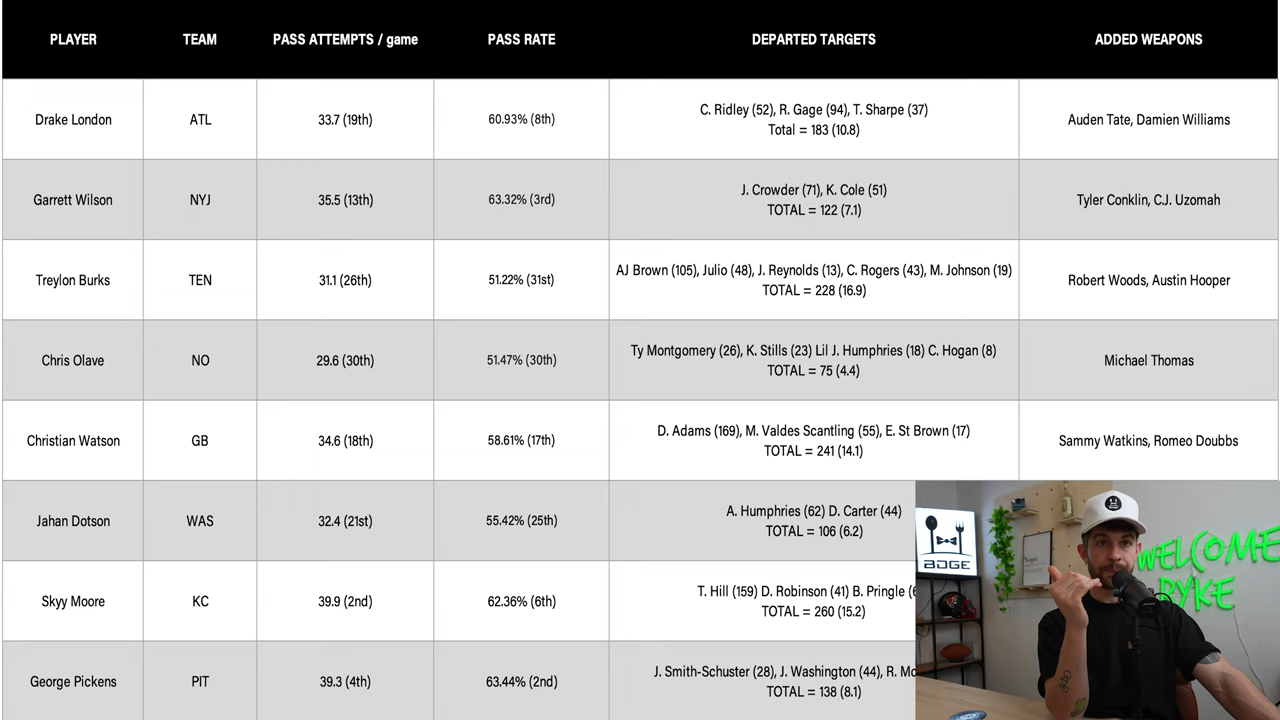 PLAYER TEAM PASS ATTEMPTS / game PASS RATE DEPARTED TARGETS ADDED WEAPONS
Drake London ATL 33.7 (19th) 60.93% (8th) C. Ridley (52), R. Gage (94), T. Sharpe (37) Auden Tate, Damien Williams
Total = 183 (10.8)
Garrett Wilson NYJ 35.5 (13th) 63.32% (3rd) J. Crowder (71), K. Cole (51) Tyler Conklin, C.J. Uzomah
TOTAL = 122 (7.1)
Treylon Burks TEN 31.1 (26th) 51.22% (31st) AJ Brown (105), Julio (48), J. Reynolds (13), C. Rogers (43), M. Johnson (19) Robert Woods, Austin Hooper
TOTAL = 228 (16.9)
Chris Olave NO 29.6 (30th) 51.47% (30th) Ty Montgomery (26), K. Stills (23) Lil J. Humphries (18) C. Hogan (8) Michael Thomas
TOTAL = 75 (4.4)
Christian Watson GB 34.6 (18th) 58.61% (17th) D. Adams (169), M. Valdes Scantling (55), E. St Brown (17) Sammy Watkins, Romeo Doubbs
TOTAL = 241 (14.1)
Jahan Dotson WAS 32.4 (21st) 55.42% (25th) A. Humphries (62) D. Carter (44)
TOTAL = 106 (6.2)
Skyy Moore KC 39.9 (2nd) 62.36% (6th) T. Hill (159) D. Robinson (41) B. Pringle
TOTAL = 260 (15.2)
George Pickens PIT 39.3 (4th) 63.44% (2nd) J. Smith-Schuster (28), J. Washington (44), R.
TOTAL = 138 (8.1)
BDGE
WELCOME
RYKE